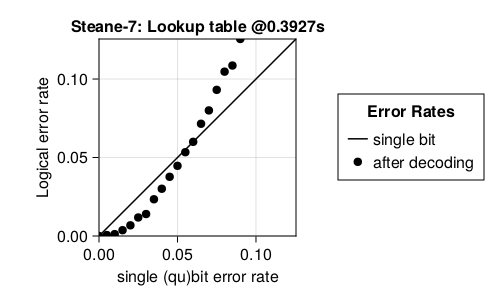 Steane-7: Lookup table @0.3927s
Logical error rate
0.10
0.05
0.00
0.00 0.05 0.10
single (qu)bit error rate
Error Rates
single bit
after decoding